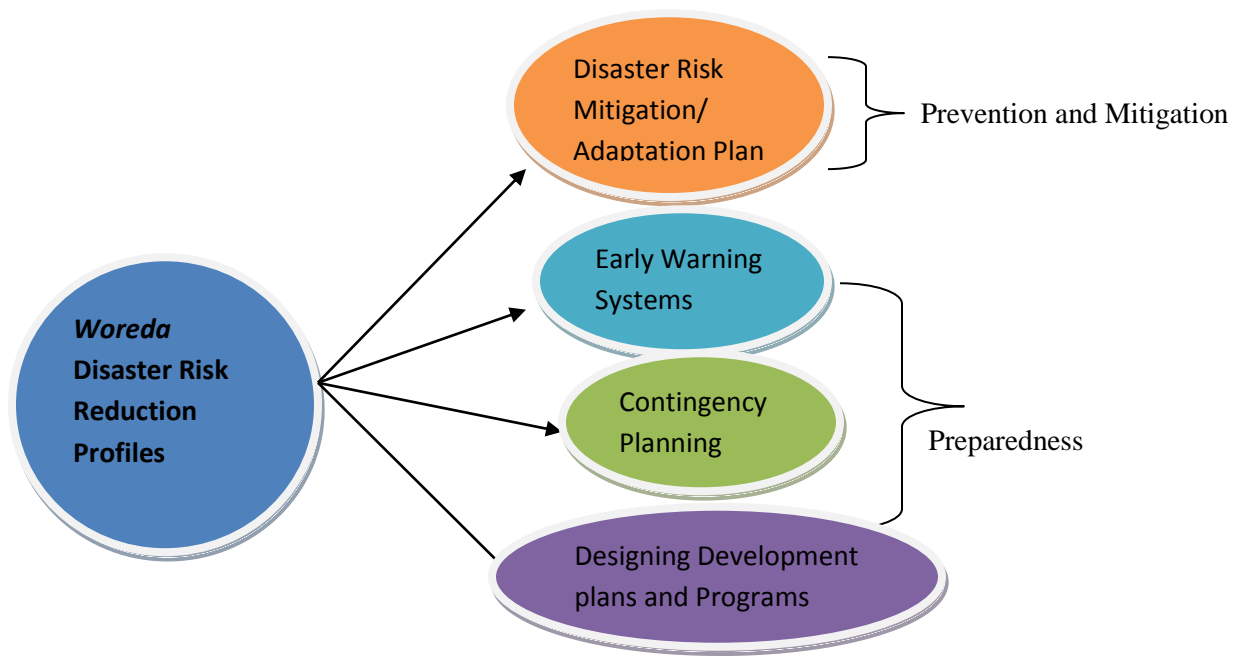 Disaster Risk
Mitigation/
Adaptation Plan
Prevention and Mitigation
Early Warning
Systems
Woreda
Disaster Risk
Reduction
Profiles
Contingency
Planning
Preparedness
Designing Development
plans and Programs